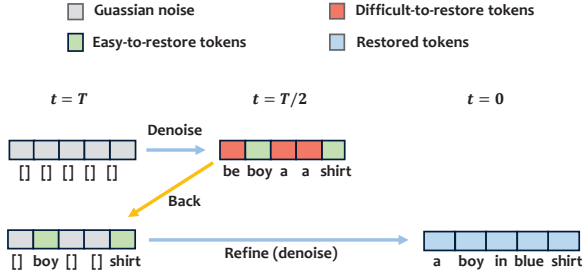 Guassian noise
Difficult-to-restore tokens
Easy-to-restore tokens
Restored tokens
t = T
t = T/2
t = 0
Denoise
[] [] [] [] []
be boy a a shirt
Back
Refine (denoise)
[] boy [] [] shirt
a boy in blue shirt